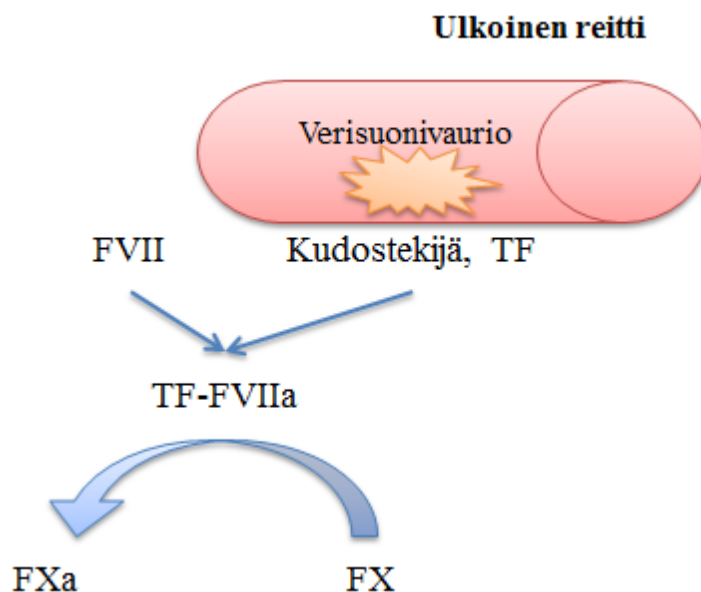 Ulkoinen reitti
Verisuonivaurio
FVII Kudostekijä, TF
TF-FVIIa
FXa FX